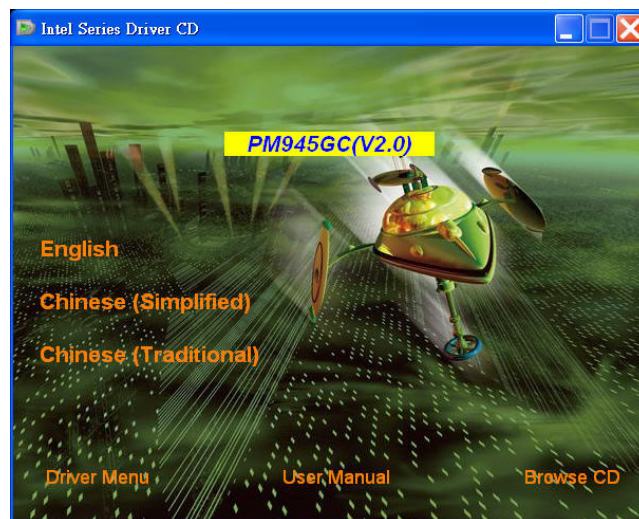 Intel Series Driver CD
PM945GC(V2.0)
English
Chinese (Simplified)
Chinese (Traditional)
Driver Menu
User Manual
Browse CD